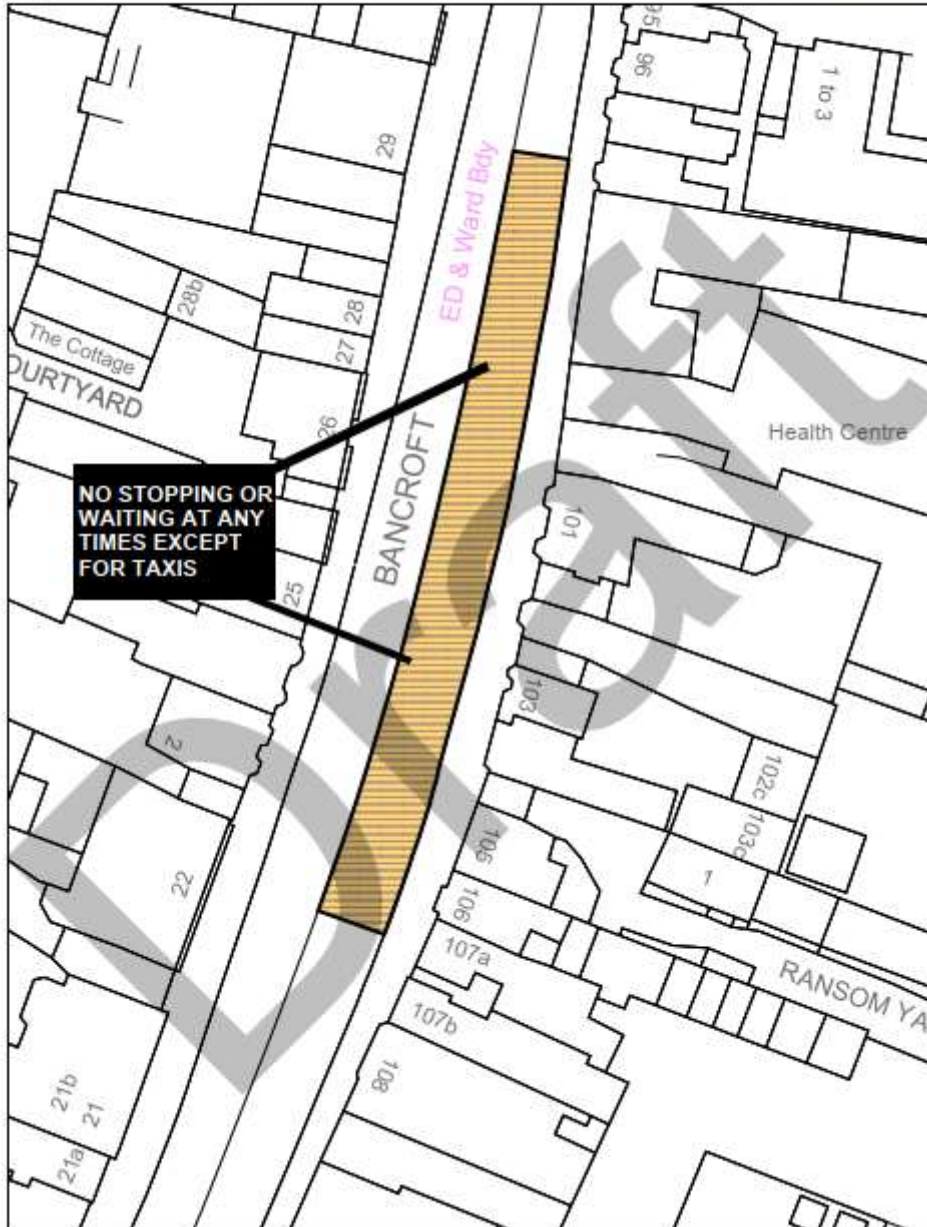 95
96
1 to 3
29
ED & Ward Bdy
28b
28
The Cottage
27
OURTYARD
26
BANCROFT
Health Centre
NO STOPPING OR
WAITING AT ANY
TIMES EXCEPT
FOR TAXIS
101
25
103
2
102c
103c
105
1
22
106
107a
RANSOM YA
107b
108
21b
21
21a
Draft